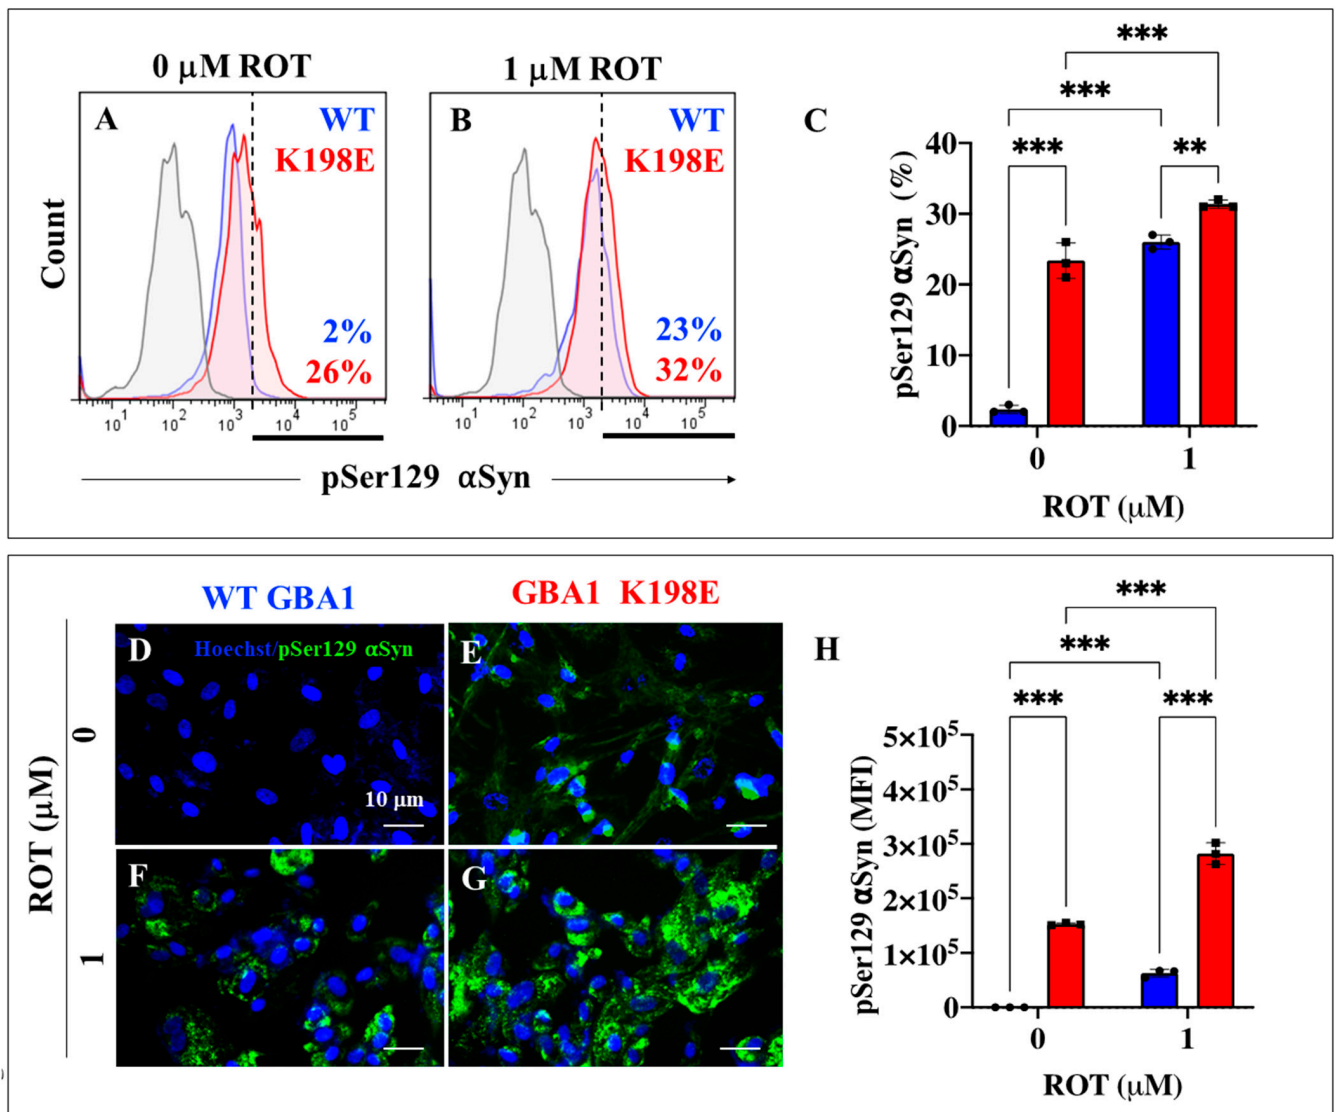 0 μM ROT
1 μM ROT
A
WT
K198E
2%
26%
B
WT
K198E
23%
32%
Count
10¹ 10² 10³ 10⁴ 10⁵
10¹ 10² 10³ 10⁴ 10⁵
pSer129 αSyn
C
***
***
***
**
pSer129 αSyn (%)
40
30
20
10
0
0 1
ROT (μM)
WT GBA1
GBA1 K198E
D
Hoechst/pSer129 αSyn
10 μm
E
F
G
ROT (μM)
0
1
H
***
***
***
***
pSer129 αSyn (MFI)
5×10⁵
4×10⁵
3×10⁵
2×10⁵
1×10⁵
0
0 1
ROT (μM)